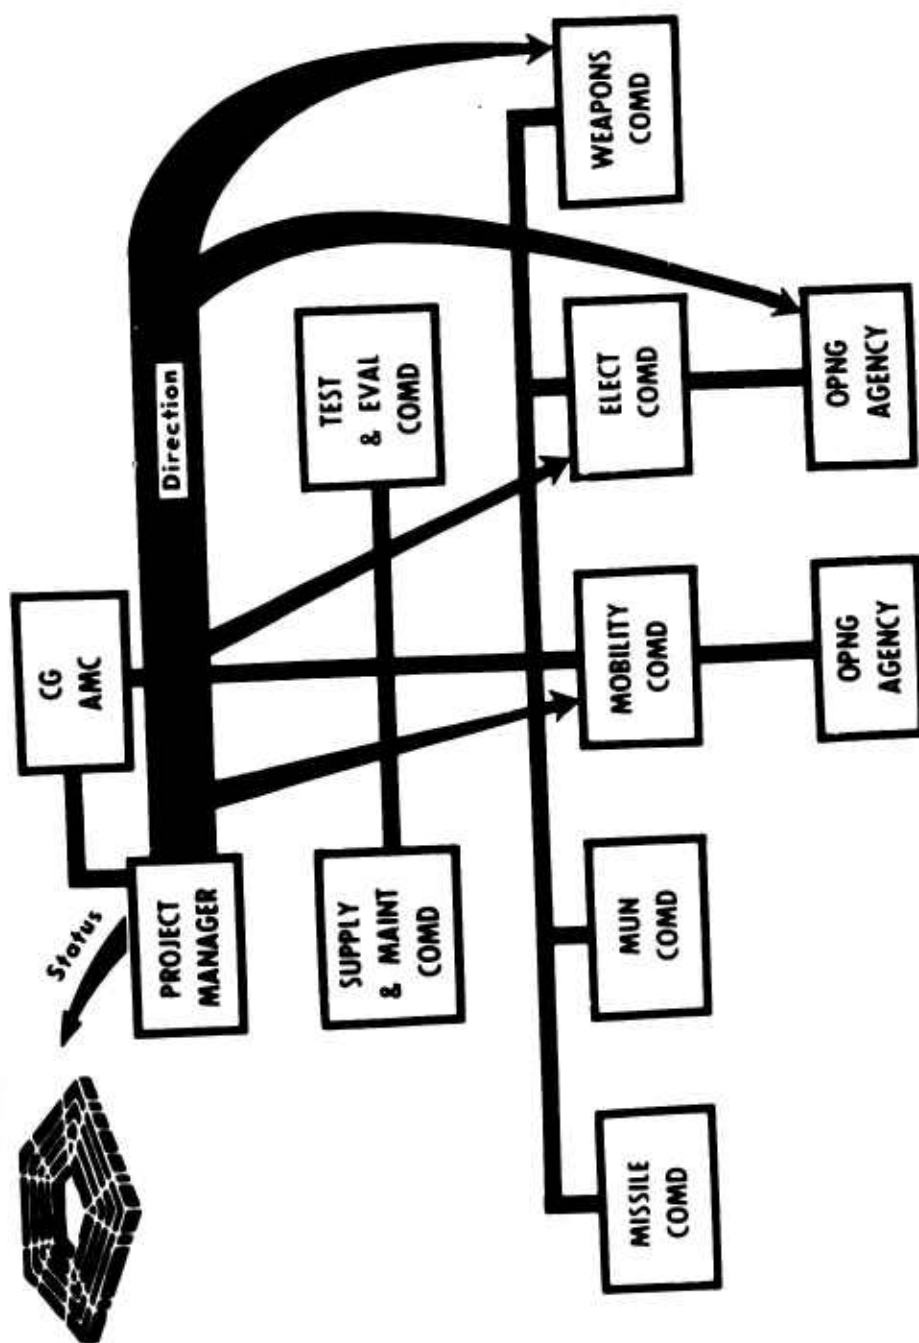 CG
AMC
Status
PROJECT
MANAGER
Direction
SUPPLY
& MAINT
COMD
TEST
& EVAL
COMD
MISSILE
COMD
MUN
COMD
MOBILITY
COMD
ELECT
COMD
WEAPONS
COMD
OPNG
AGENCY
OPNG
AGENCY